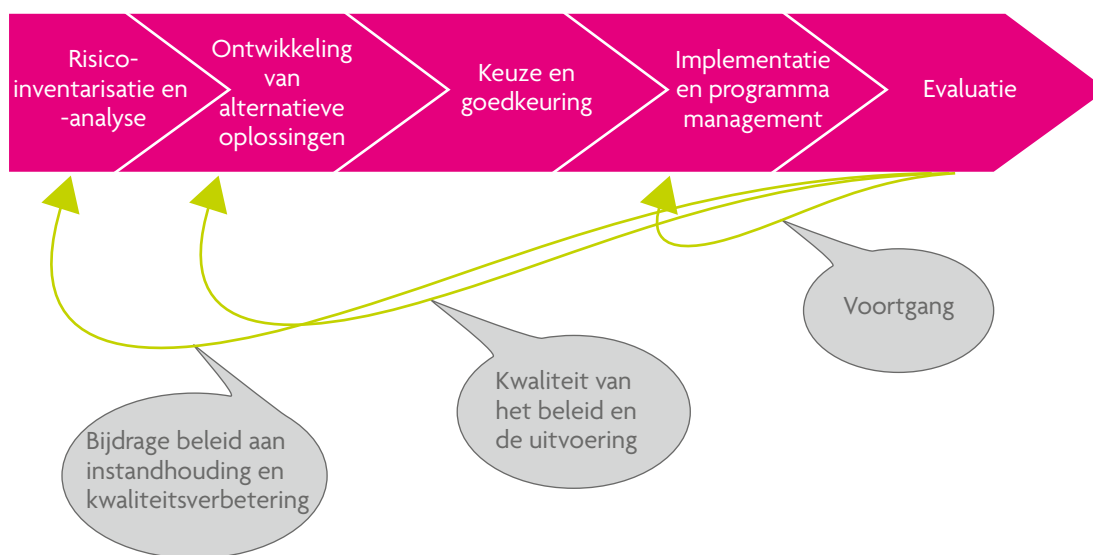 Risico-
inventarisatie en
-analyse
Ontwikkeling
van
alternatieve
oplossingen
Keuze en
goedkeuring
Implementatie
en programma
management
Evaluatie
Voortgang
Kwaliteit van
het beleid en
de uitvoering
Bijdrage beleid aan
instandhouding en
kwaliteitsverbetering